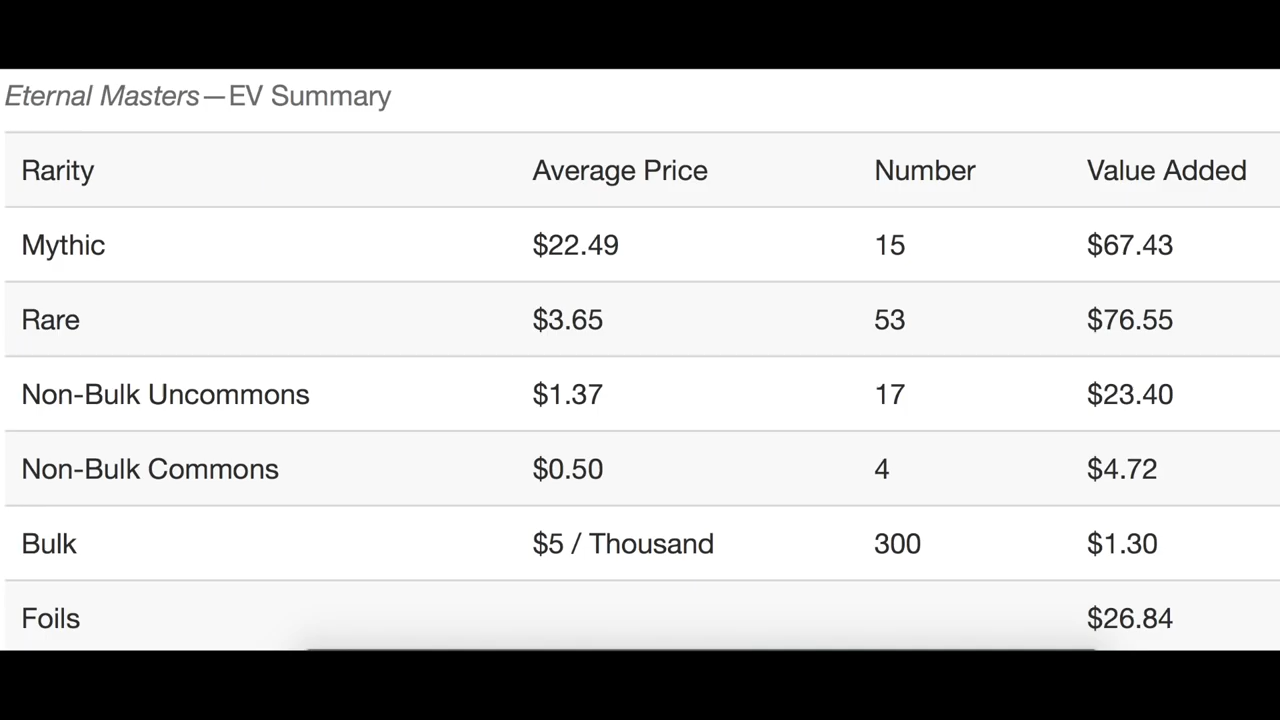 Eternal Masters—EV Summary
Rarity Average Price Number Value Added
Mythic $22.49 15 $67.43
Rare $3.65 53 $76.55
Non-Bulk Uncommons $1.37 17 $23.40
Non-Bulk Commons $0.50 4 $4.72
Bulk $5 / Thousand 300 $1.30
Foils $26.84